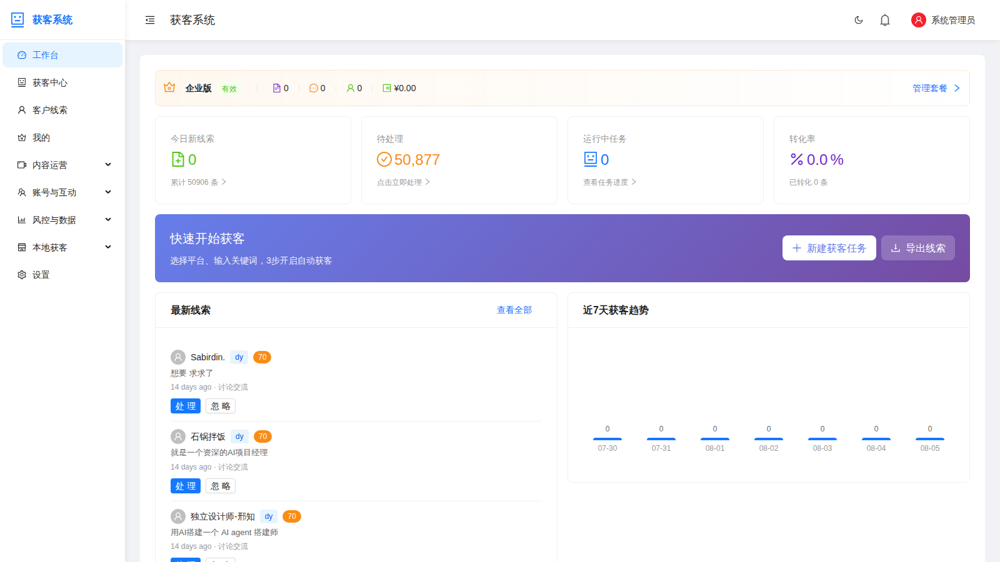 获客系统
获客系统
系统管理员
工作台
获客中心
客户线索
我的
内容运营
账号与互动
风控与数据
本地获客
设置
企业版 有效 0 0 0 ¥0.00 管理套餐
今日新线索
0
累计 50906 条
待处理
50,877
点击立即处理
运行中任务
0
查看任务进度
转化率
0.0 %
已转化 0 条
快速开始获客
选择平台、输入关键词，3步开启自动获客
新建获客任务 导出线索
最新线索 查看全部
Sabirdin. dy 70
想要 求求了
14 days ago · 讨论交流
处 理 忽 略
石锅拌饭 dy 70
就是一个资深的AI项目经理
14 days ago · 讨论交流
处 理 忽 略
独立设计师-邢知 dy 70
用AI搭建一个 AI agent 搭建师
14 days ago · 讨论交流
近7天获客趋势
0 0 0 0 0 0 0
07-30 07-31 08-01 08-02 08-03 08-04 08-05